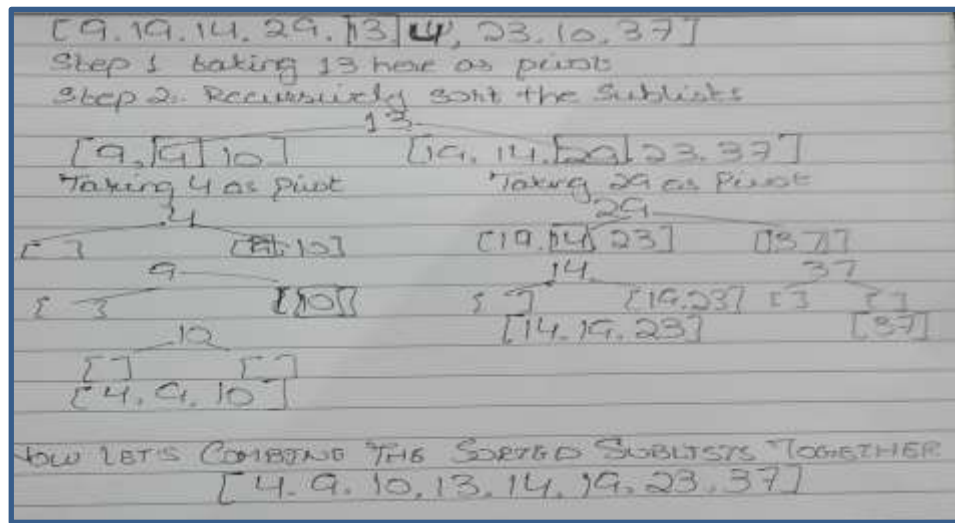 [9.19.14.29.13 4, 23.10.37]
Step 1 taking 13 here as pivot
Step 2. Recursively sort the Sublists
13
[9, 4 10] [19. 14. 29. 23. 37]
Taking 4 as pivot Taking 29 as Pivot
4 29
[ ] [9. 10] [19. 14 23] [37]
9 14 37
[ ] [10] [ ] [19.23] [ ] [ ]
10 [14. 19. 23] [37]
[ ] [ ]
[4. 9. 10]
NOW LET'S COMBINE THE SORTED SUBLISTS TOGETHER
[4. 9. 10. 13. 14. 19. 23. 37]